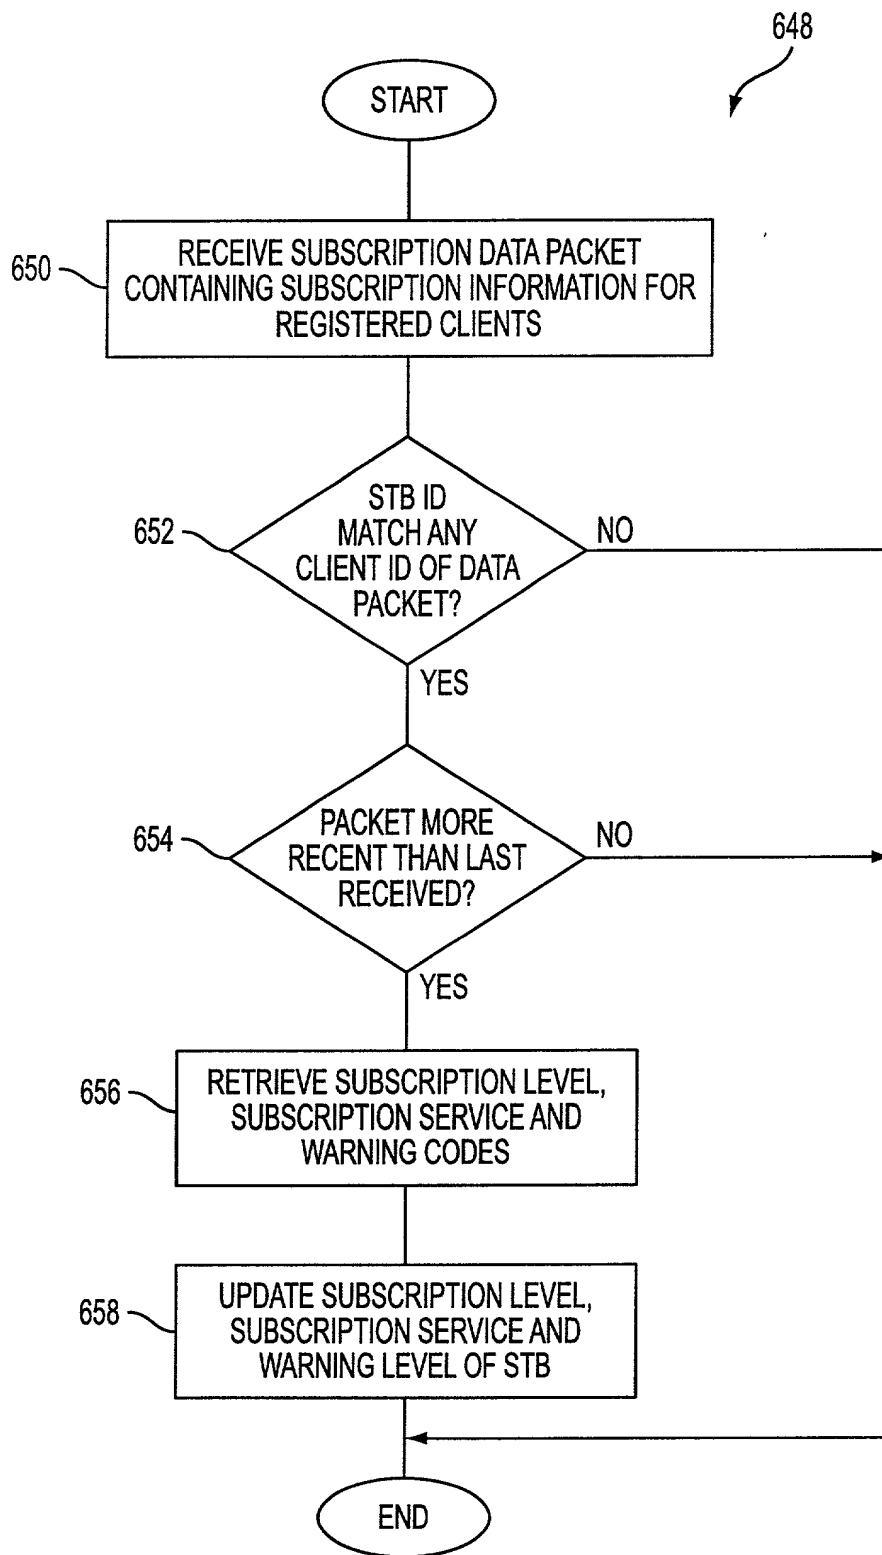 648
START
650
RECEIVE SUBSCRIPTION DATA PACKET
CONTAINING SUBSCRIPTION INFORMATION FOR
REGISTERED CLIENTS
652
STB ID
MATCH ANY
CLIENT ID OF DATA
PACKET?
NO
YES
654
PACKET MORE
RECENT THAN LAST
RECEIVED?
NO
YES
656
RETRIEVE SUBSCRIPTION LEVEL,
SUBSCRIPTION SERVICE AND
WARNING CODES
658
UPDATE SUBSCRIPTION LEVEL,
SUBSCRIPTION SERVICE AND
WARNING LEVEL OF STB
END